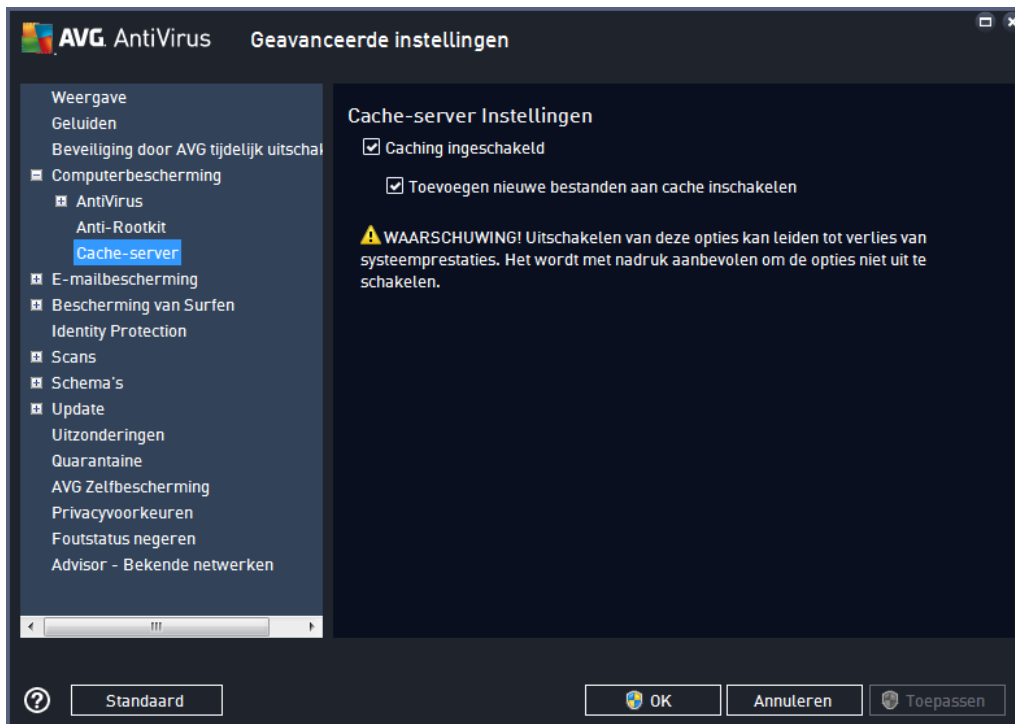 AVG. AntiVirus
Geavanceerde instellingen
Weergave
Geluiden
Beveiliging door AVG tijdelijk uitschak
Computerbescherming
AntiVirus
Anti-Rootkit
Cache-server
E-mailbescherming
Bescherming van Surfen
Identity Protection
Scans
Schema's
Update
Uitzonderingen
Quarantaine
AVG Zelfbescherming
Privacyvoorkeuren
Foutstatus negeren
Advisor - Bekende netwerken
Cache-server Instellingen
Caching ingeschakeld
Toevoegen nieuwe bestanden aan cache inschakelen
WAARSCHUWING! Uitschakelen van deze opties kan leiden tot verlies van
systeemprestaties. Het wordt met nadruk aanbevolen om de opties niet uit te
schakelen.
Standaard
OK
Annuleren
Toepassen